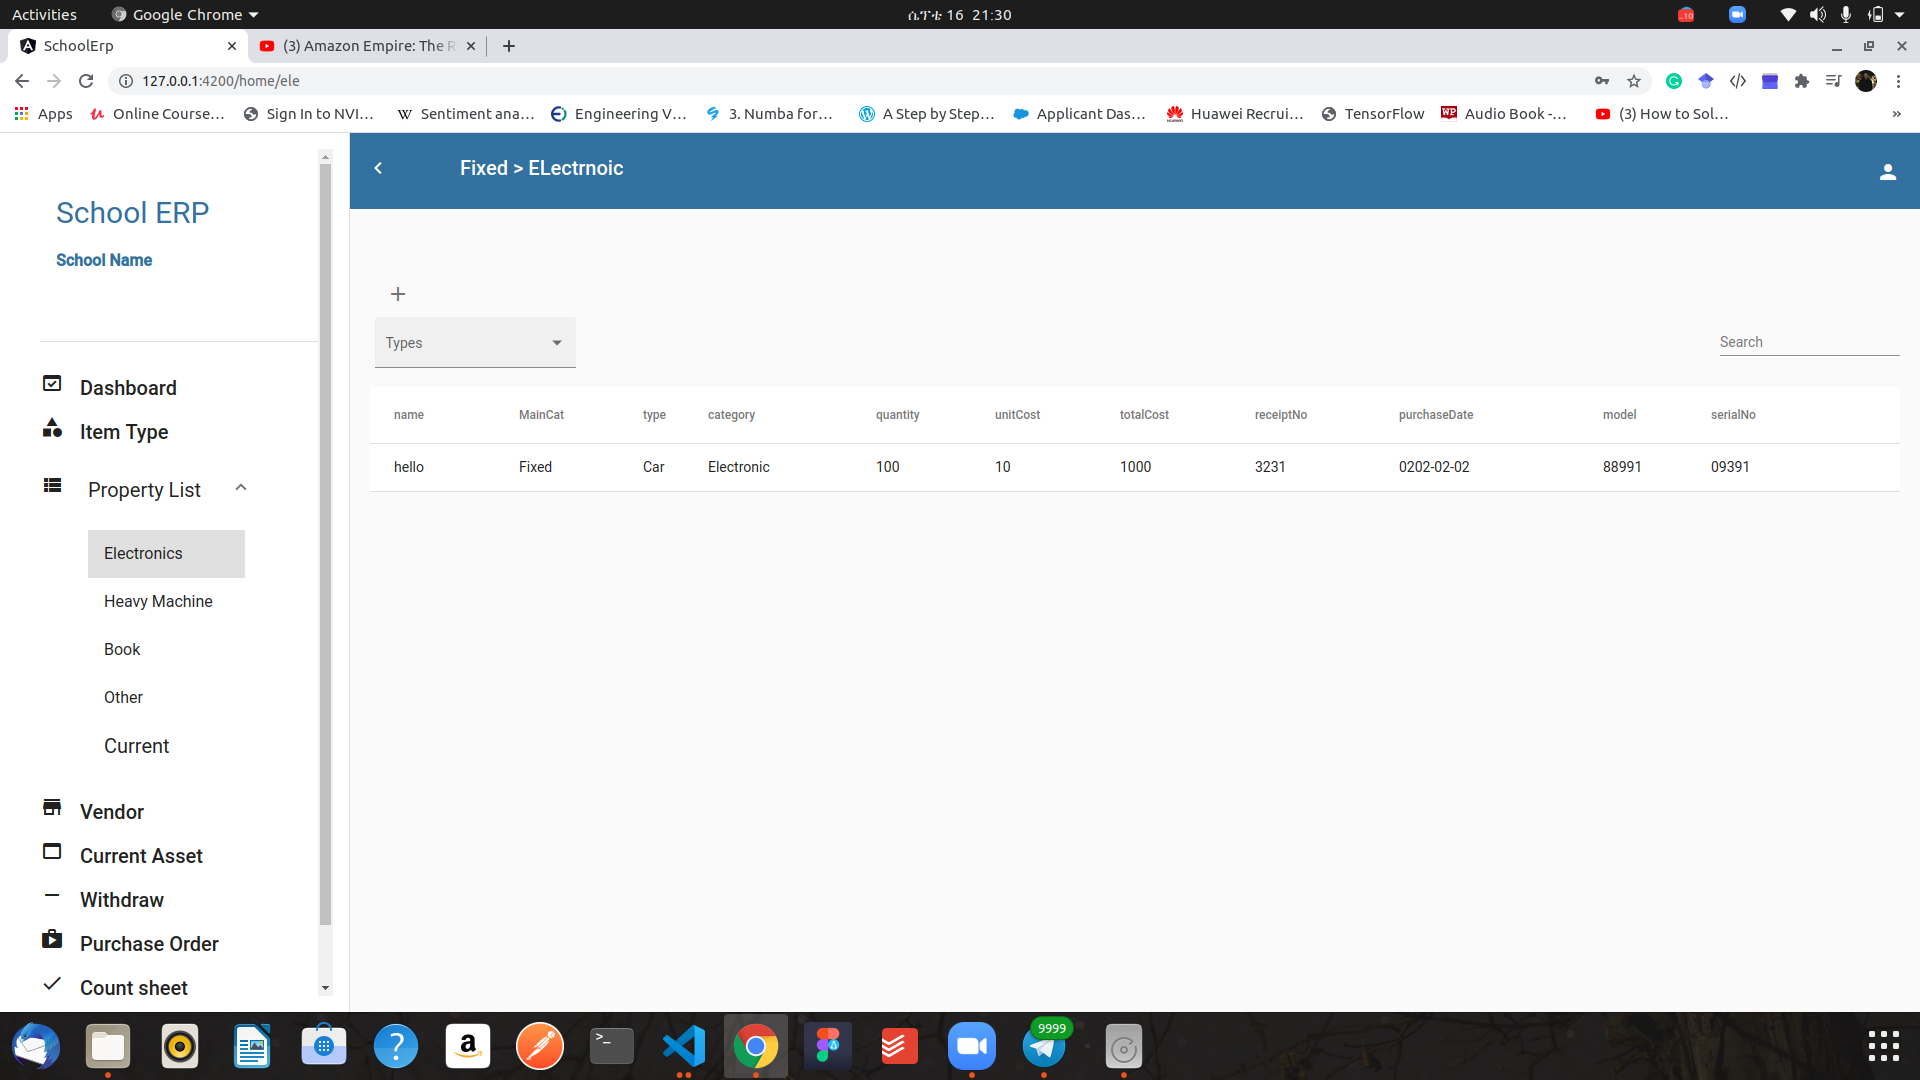 Activities
Google Chrome
ሴፕቴ 16  21:30
SchoolErp
(3) Amazon Empire: The R
127.0.0.1:4200/home/ele
Apps
Online Course…
Sign In to NVI…
Sentiment ana…
Engineering V…
3. Numba for…
A Step by Step…
Applicant Das…
Huawei Recrui…
TensorFlow
Audio Book -…
(3) How to Sol…
»
School ERP
School Name
Dashboard
Item Type
Property List
Electronics
Heavy Machine
Book
Other
Current
Vendor
Current Asset
Withdraw
Purchase Order
Count sheet
Fixed > ELectrnoic
Types
Search
name MainCat type category quantity unitCost totalCost receiptNo purchaseDate model serialNo
hello Fixed Car Electronic 100 10 1000 3231 0202-02-02 88991 09391
9999